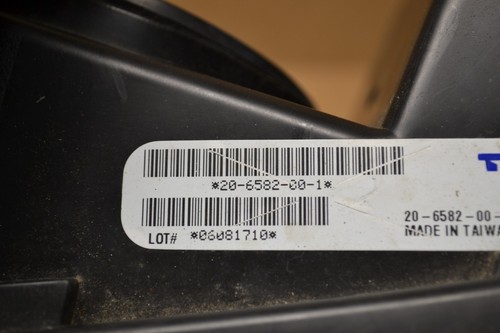 *20-6582-00-1*
20-6582-00-
LOT# *06081710*
MADE IN TAIWA